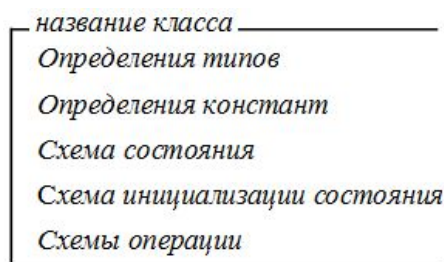 название класса
Определения типов
Определения констант
Схема состояния
Схема инициализации состояния
Схемы операции